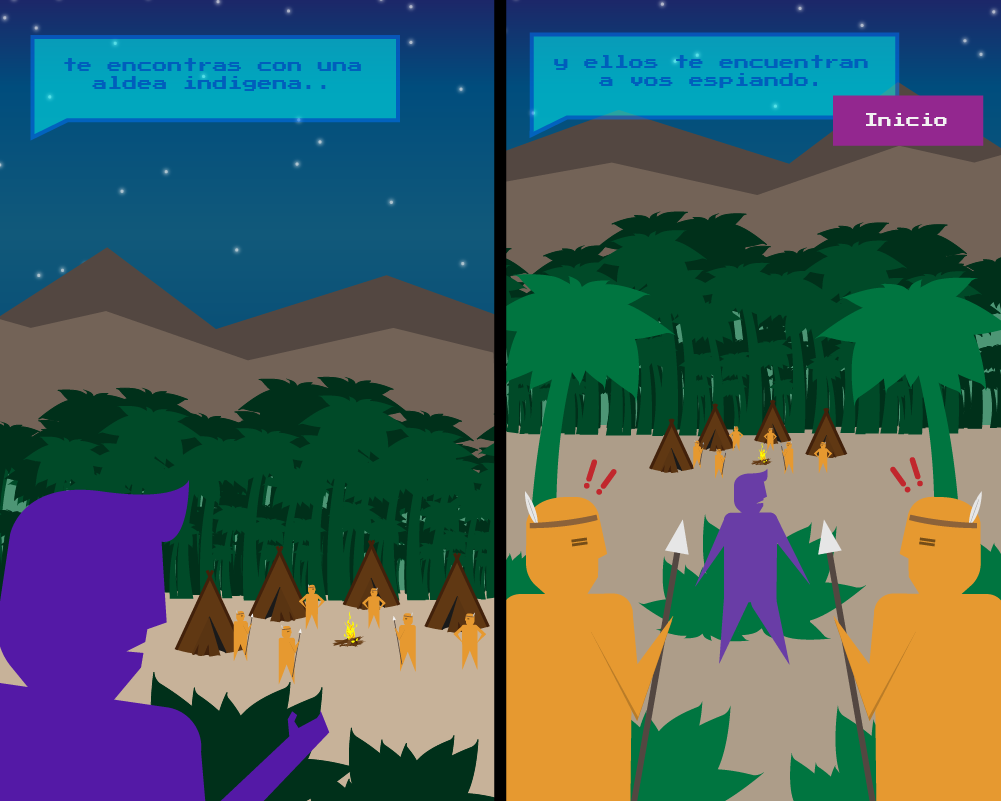 te encontras con una
aldea indigena..
y ellos te encuentran
a vos espiando.
Inicio